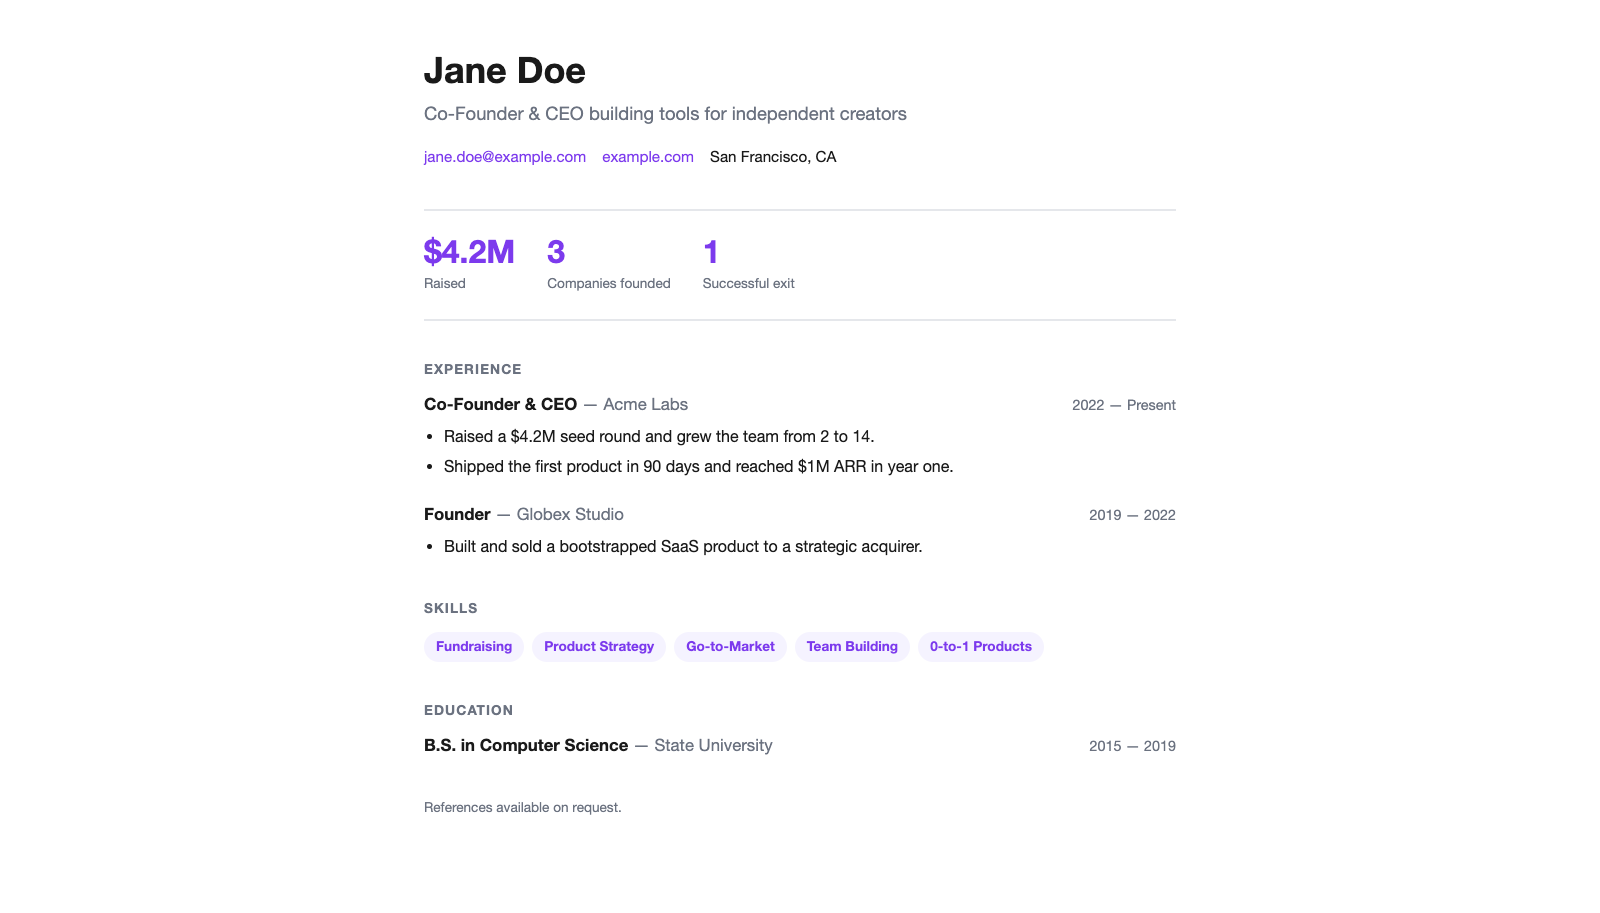 Jane Doe
Co-Founder & CEO building tools for independent creators
jane.doe@example.com example.com San Francisco, CA
$4.2M 3 1
Raised Companies founded Successful exit
EXPERIENCE
Co-Founder & CEO — Acme Labs 2022 — Present
• Raised a $4.2M seed round and grew the team from 2 to 14.
• Shipped the first product in 90 days and reached $1M ARR in year one.
Founder — Globex Studio 2019 — 2022
• Built and sold a bootstrapped SaaS product to a strategic acquirer.
SKILLS
Fundraising Product Strategy Go-to-Market Team Building 0-to-1 Products
EDUCATION
B.S. in Computer Science — State University 2015 — 2019
References available on request.